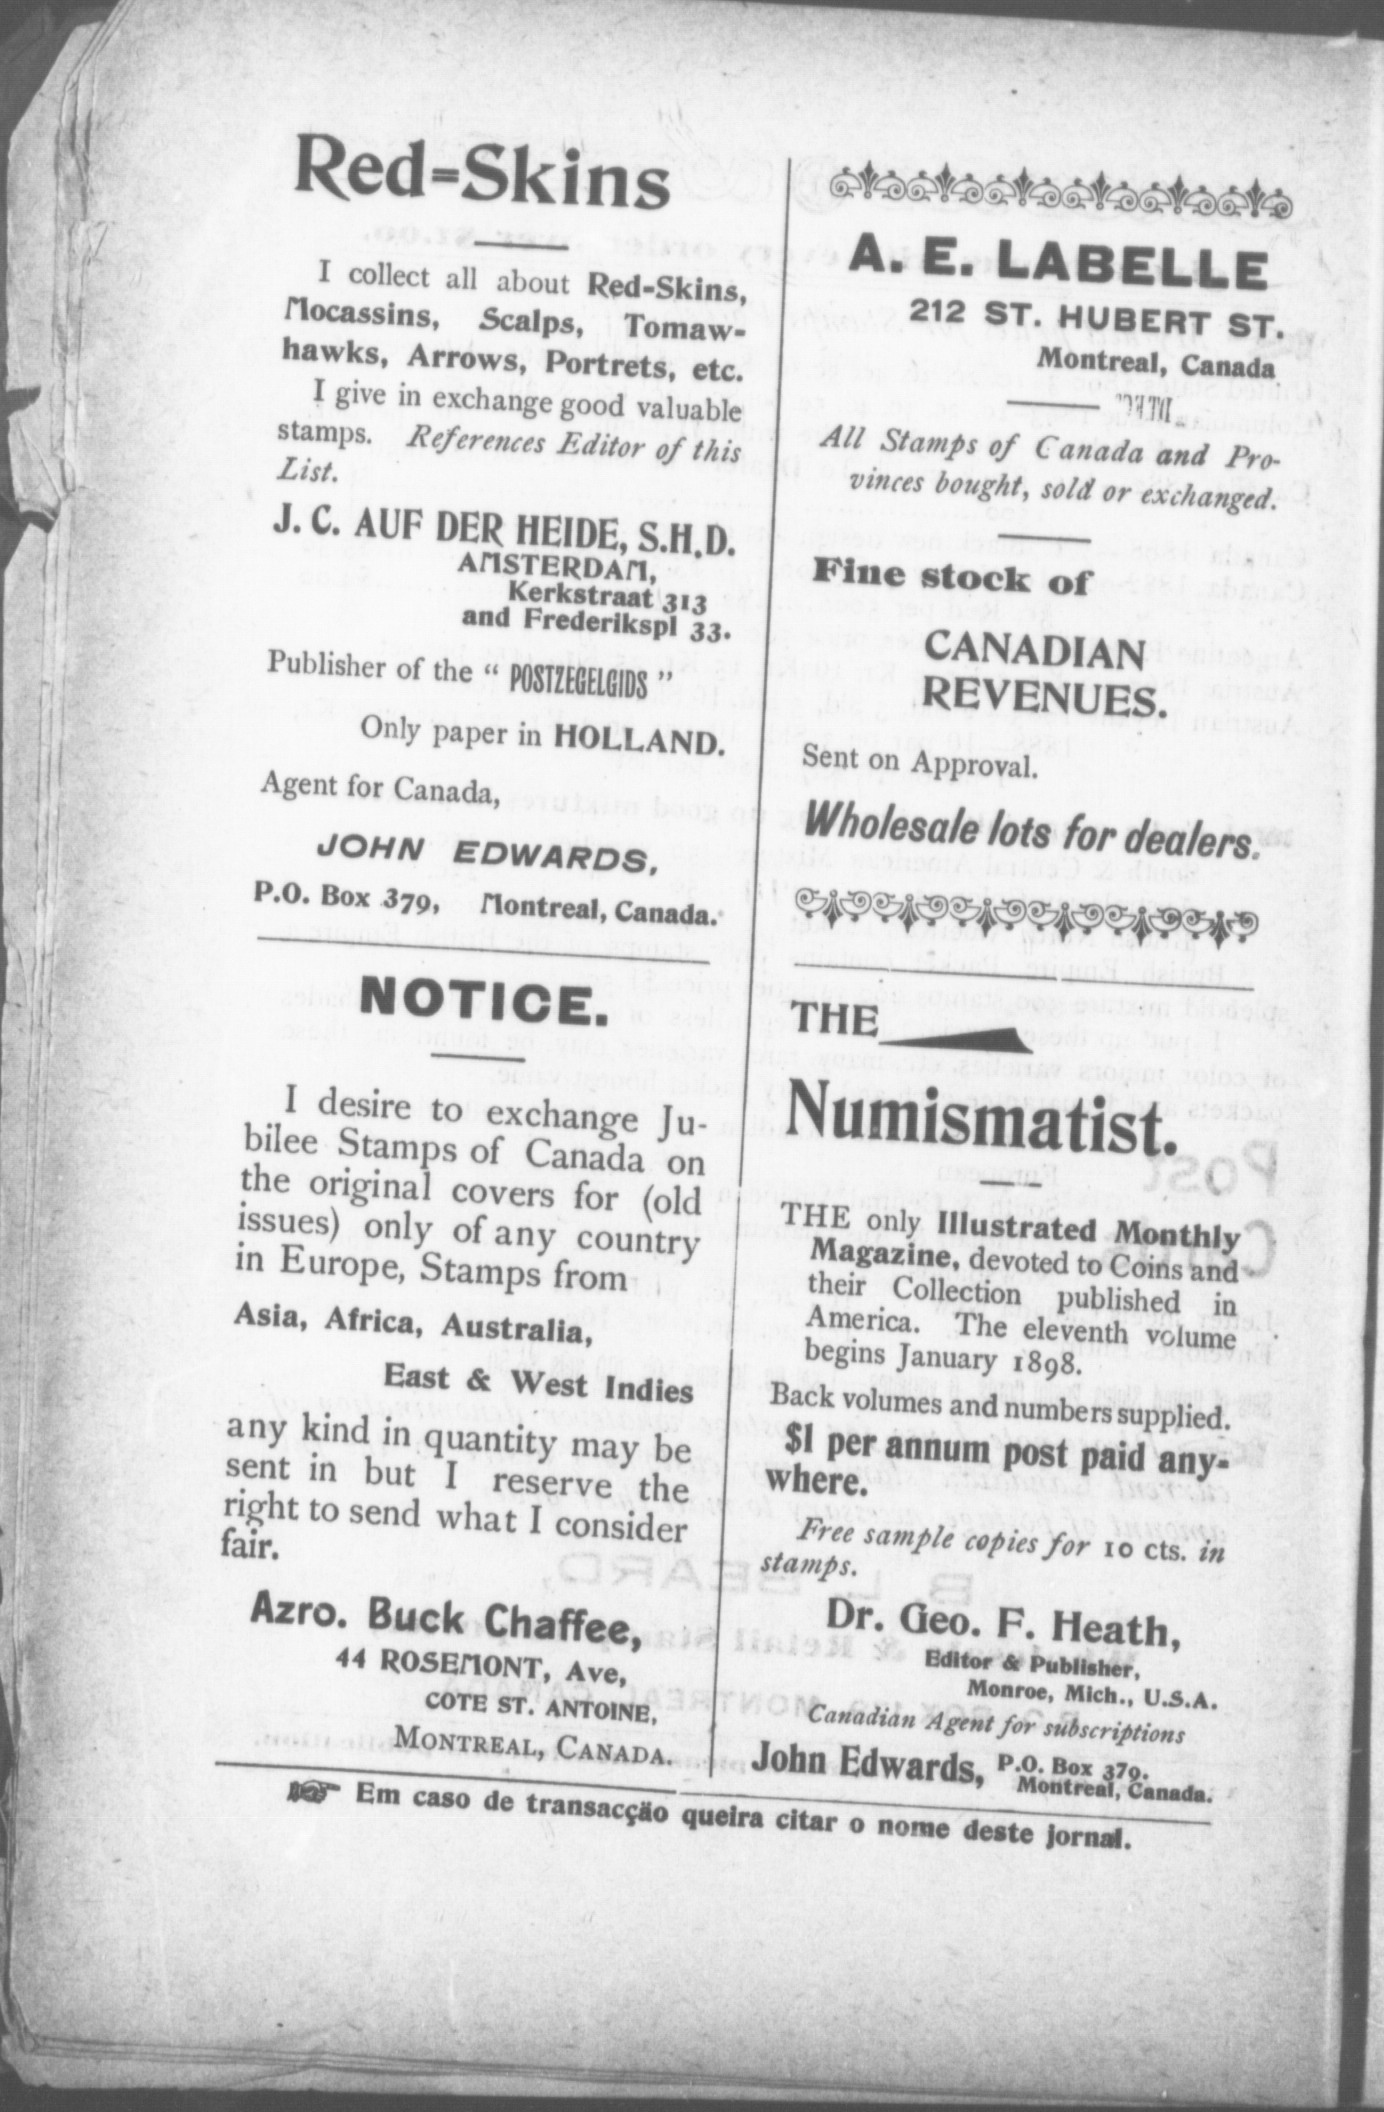 Red=Skins
I collect all about Red-Skins,
Mocassins, Scalps, Tomaw-
hawks, Arrows, Portrets, etc.
I give in exchange good valuable
stamps. References Editor of this
List.
J. C. AUF DER HEIDE, S.H.D.
AMSTERDAM,
Kerkstraat 313
and Frederikspl 33.
Publisher of the “ POSTZEGELGIDS ”
Only paper in HOLLAND.
Agent for Canada,
JOHN EDWARDS,
P.O. Box 379, Montreal, Canada.
NOTICE.
I desire to exchange Ju-
bilee Stamps of Canada on
the original covers for (old
issues) only of any country
in Europe, Stamps from
Asia, Africa, Australia,
East & West Indies
any kind in quantity may be
sent in but I reserve the
right to send what I consider
fair.
Azro. Buck Chaffee,
44 ROSEMONT, Ave,
COTE ST. ANTOINE,
MONTREAL, CANADA.
A. E. LABELLE
212 ST. HUBERT ST.
Montreal, Canada
All Stamps of Canada and Pro-
vinces bought, sold or exchanged.
Fine stock of
CANADIAN
REVENUES.
Sent on Approval.
Wholesale lots for dealers.
THE
Numismatist.
THE only Illustrated Monthly
Magazine, devoted to Coins and
their Collection published in
America. The eleventh volume
begins January 1898.
Back volumes and numbers supplied.
$1 per annum post paid any-
where.
Free sample copies for 10 cts. in
stamps.
Dr. Geo. F. Heath,
Editor & Publisher,
Monroe, Mich., U.S.A.
Canadian Agent for subscriptions
John Edwards, P.O. Box 379.
Montreal, Canada.
☞ Em caso de transacção queira citar o nome deste jornal.